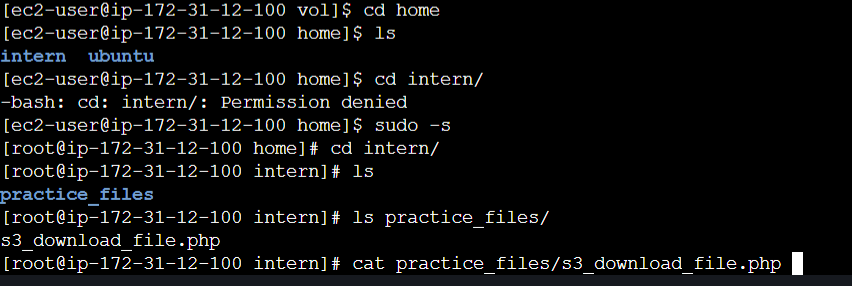 [ec2-user@ip-172-31-12-100 vol]$ cd home
[ec2-user@ip-172-31-12-100 home]$ ls
intern  ubuntu
[ec2-user@ip-172-31-12-100 home]$ cd intern/
-bash: cd: intern/: Permission denied
[ec2-user@ip-172-31-12-100 home]$ sudo -s
[root@ip-172-31-12-100 home]# cd intern/
[root@ip-172-31-12-100 intern]# ls
practice_files
[root@ip-172-31-12-100 intern]# ls practice_files/
s3_download_file.php
[root@ip-172-31-12-100 intern]# cat practice_files/s3_download_file.php